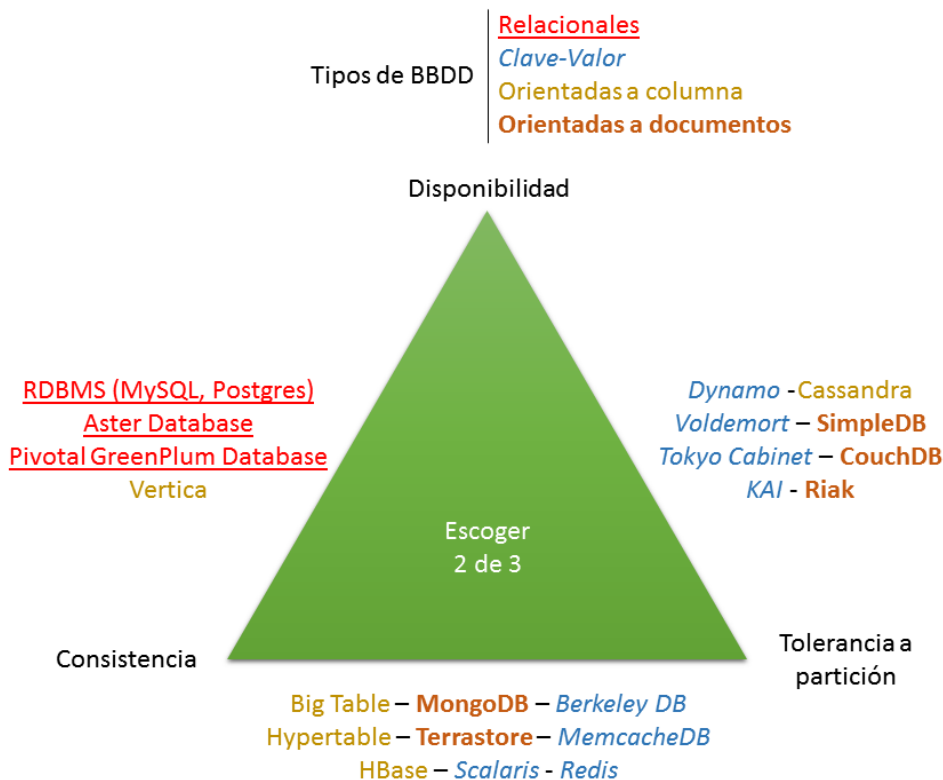 Tipos de BBDD
Relacionales
Clave-Valor
Orientadas a columna
Orientadas a documentos
Disponibilidad
RDBMS (MySQL, Postgres)
Aster Database
Pivotal GreenPlum Database
Vertica
Dynamo -Cassandra
Voldemort – SimpleDB
Tokyo Cabinet – CouchDB
KAI - Riak
Escoger
2 de 3
Consistencia
Tolerancia a
partición
Big Table – MongoDB – Berkeley DB
Hypertable – Terrastore – MemcacheDB
HBase – Scalaris - Redis